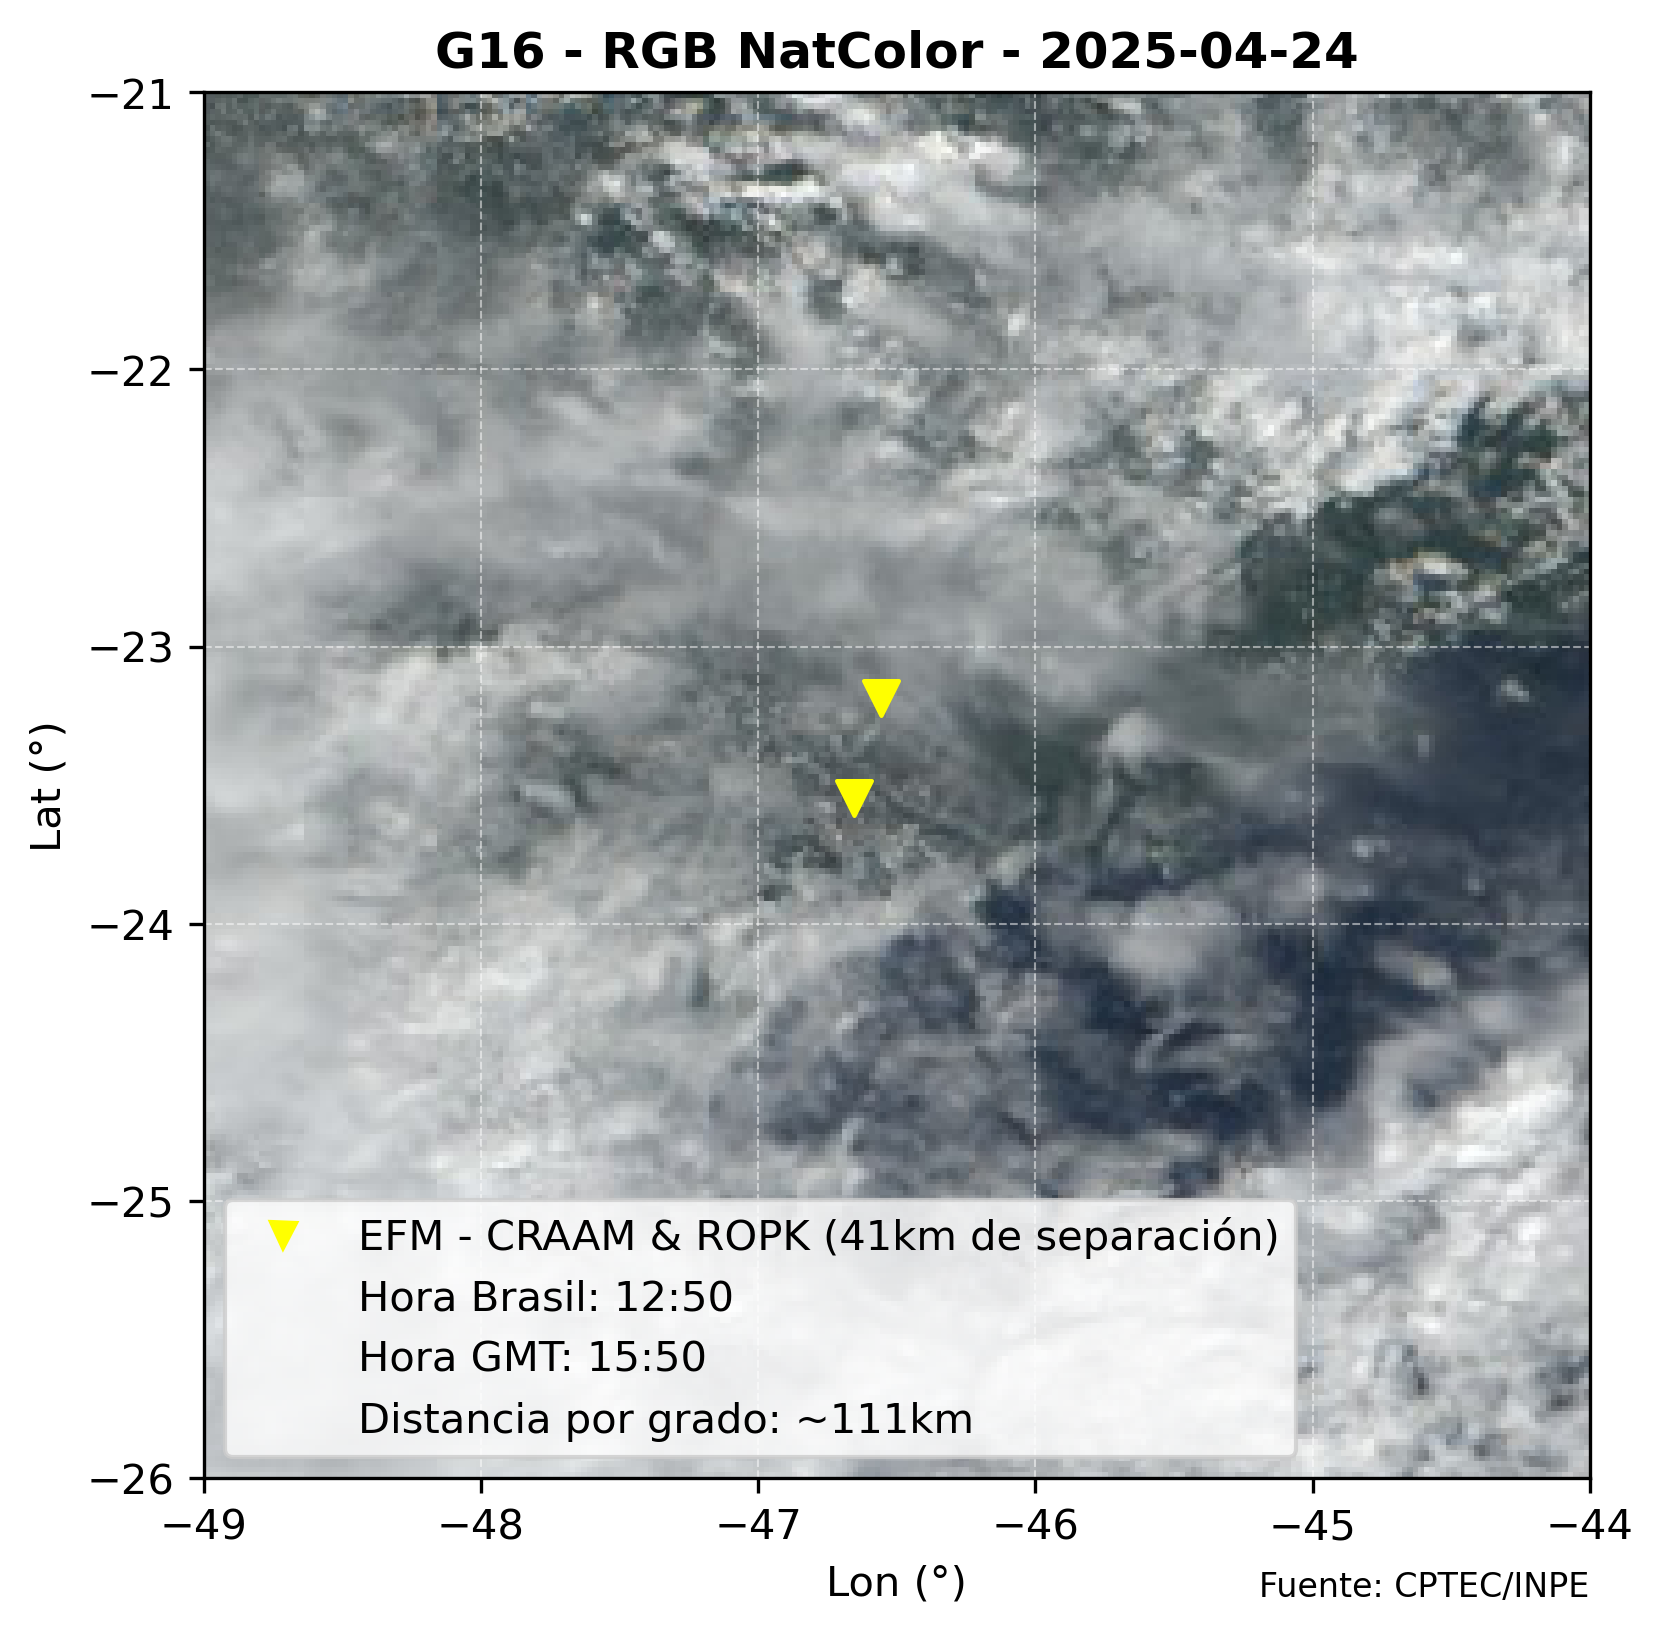 G16 - RGB NatColor - 2025-04-24
−21
−22
−23
−24
−25
−26
Lat (°)
EFM - CRAAM & ROPK (41km de separación)
Hora Brasil: 12:50
Hora GMT: 15:50
Distancia por grado: ~111km
−49 −48 −47 −46 −45 −44
Lon (°)
Fuente: CPTEC/INPE